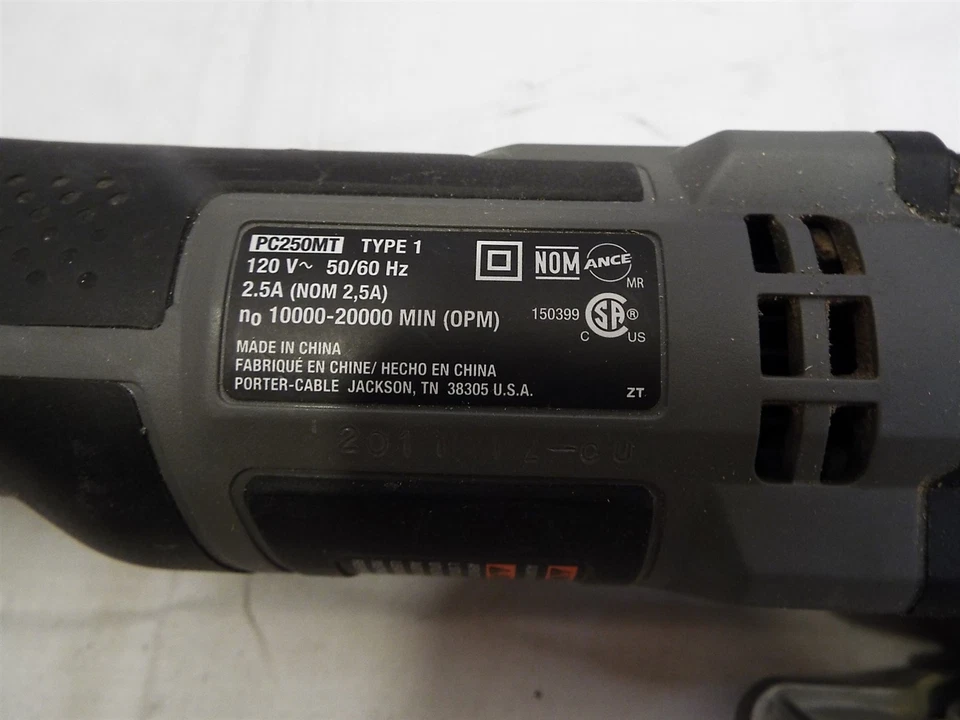 PC250MT TYPE 1
120 V~ 50/60 Hz
2.5A (NOM 2,5A)
n₀ 10000-20000 MIN (OPM)
NOM ANCE
MR
150399 SA ®
C US
MADE IN CHINA
FABRIQUÉ EN CHINE/ HECHO EN CHINA
PORTER-CABLE JACKSON, TN 38305 U.S.A.
ZT